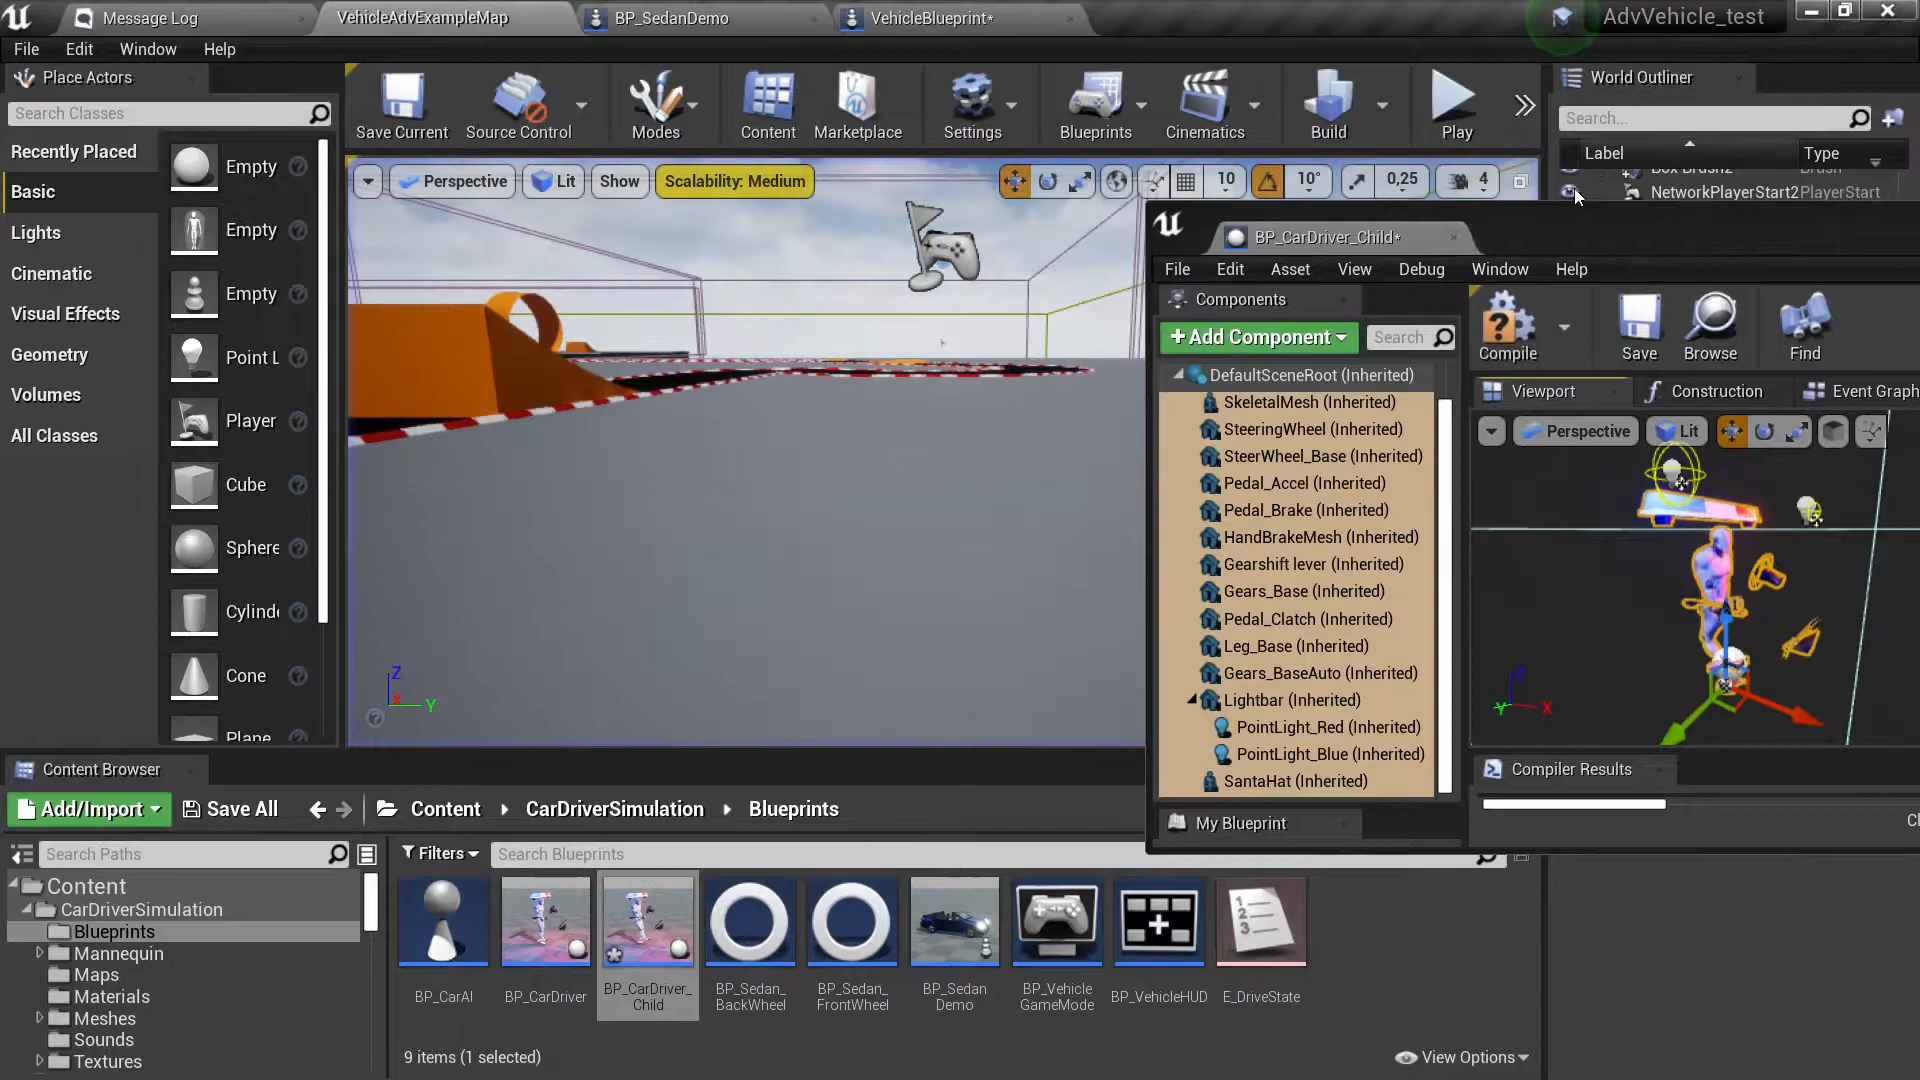 Message Log
VehicleAdvExampleMap
BP_SedanDemo
VehicleBlueprint*
AdvVehicle_test
File Edit Window Help
Place Actors
Search Classes
Recently Placed
Basic
Lights
Cinematic
Visual Effects
Geometry
Volumes
All Classes
Empty
Empty
Empty
Point L
Player
Cube
Sphere
Cylinde
Cone
Plane
Save Current
Source Control
Modes
Content
Marketplace
Settings
Blueprints
Cinematics
Build
Play
Perspective
Lit
Show
Scalability: Medium
10
10°
0,25
4
Z
X
Y
World Outliner
Search...
Label
Type
Box Brush2 Brush
NetworkPlayerStart2 PlayerStart
BP_CarDriver_Child*
File Edit Asset View Debug Window Help
Components
+ Add Component
Search
DefaultSceneRoot (Inherited)
SkeletalMesh (Inherited)
SteeringWheel (Inherited)
SteerWheel_Base (Inherited)
Pedal_Accel (Inherited)
Pedal_Brake (Inherited)
HandBrakeMesh (Inherited)
Gearshift lever (Inherited)
Gears_Base (Inherited)
Pedal_Clatch (Inherited)
Leg_Base (Inherited)
Gears_BaseAuto (Inherited)
Lightbar (Inherited)
PointLight_Red (Inherited)
PointLight_Blue (Inherited)
SantaHat (Inherited)
My Blueprint
Compile
Save
Browse
Find
Viewport
Construction
Event Graph
Perspective
Lit
Z
Y
X
Compiler Results
Cl
Content Browser
Add/Import
Save All
Content
CarDriverSimulation
Blueprints
Search Paths
Content
CarDriverSimulation
Blueprints
Mannequin
Maps
Materials
Meshes
Sounds
Textures
Filters
Search Blueprints
BP_CarAI
BP_CarDriver
BP_CarDriver_
Child
BP_Sedan_
BackWheel
BP_Sedan_
FrontWheel
BP_Sedan
Demo
BP_Vehicle
GameMode
BP_VehicleHUD
E_DriveState
9 items (1 selected)
View Options